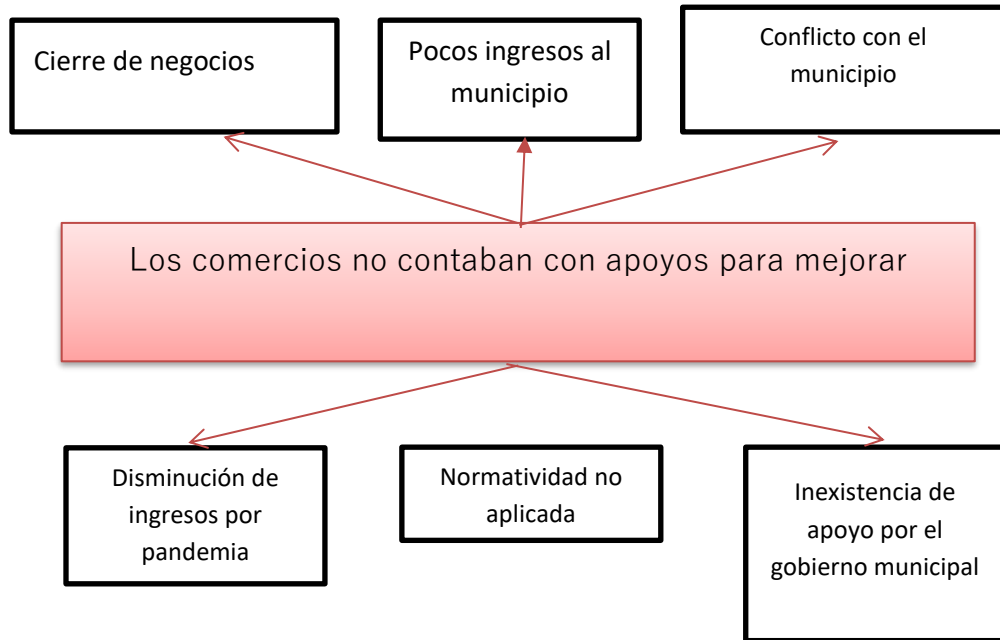 Cierre de negocios
Pocos ingresos al
municipio
Conflicto con el
municipio
Los comercios no contaban con apoyos para mejorar
Disminución de
ingresos por
pandemia
Normatividad no
aplicada
Inexistencia de
apoyo por el
gobierno municipal